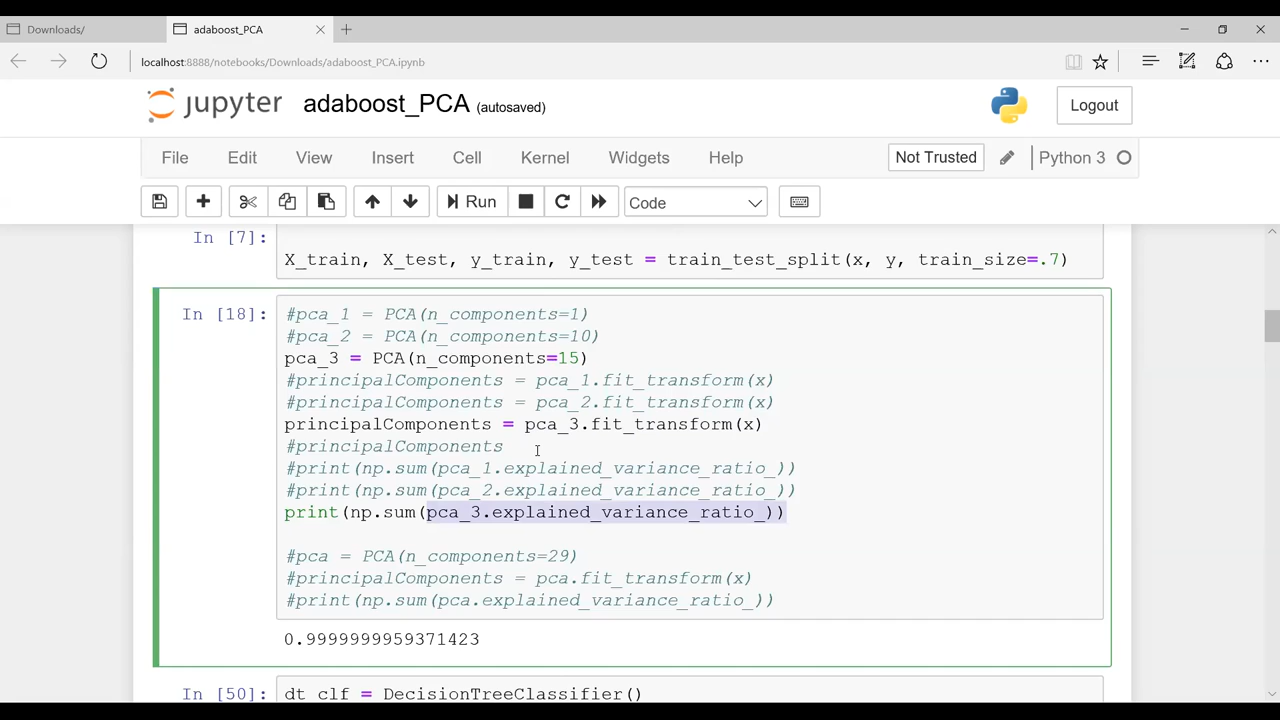 Downloads/
adaboost_PCA
localhost:8888/notebooks/Downloads/adaboost_PCA.ipynb
jupyter adaboost_PCA (autosaved)
Logout
File Edit View Insert Cell Kernel Widgets Help
Not Trusted
Python 3
Run
Code
In [7]:
X_train, X_test, y_train, y_test = train_test_split(x, y, train_size=.7)
In [18]:
#pca_1 = PCA(n_components=1)
#pca_2 = PCA(n_components=10)
pca_3 = PCA(n_components=15)
#principalComponents = pca_1.fit_transform(x)
#principalComponents = pca_2.fit_transform(x)
principalComponents = pca_3.fit_transform(x)
#principalComponents
#print(np.sum(pca_1.explained_variance_ratio_))
#print(np.sum(pca_2.explained_variance_ratio_))
print(np.sum(pca_3.explained_variance_ratio_))
#pca = PCA(n_components=29)
#principalComponents = pca.fit_transform(x)
#print(np.sum(pca.explained_variance_ratio_))
0.9999999959371423
In [50]:
dt_clf = DecisionTreeClassifier()